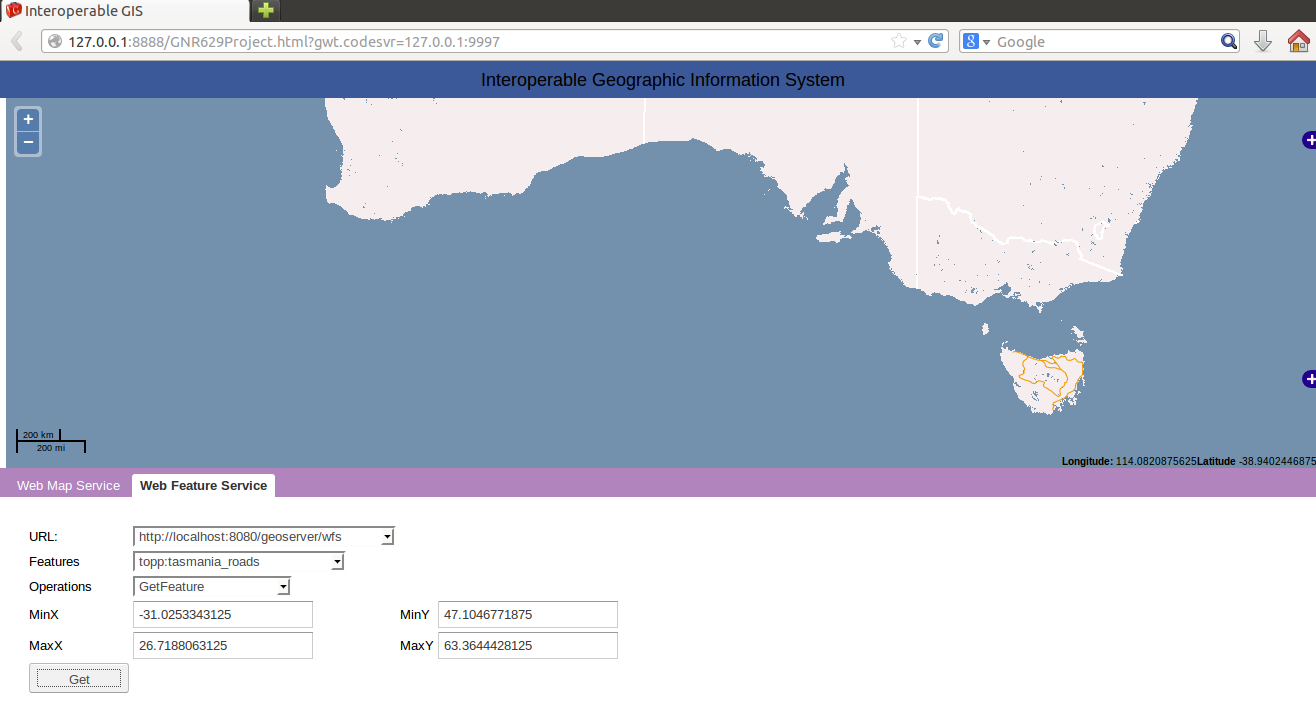 Interoperable GIS
127.0.0.1:8888/GNR629Project.html?gwt.codesvr=127.0.0.1:9997
Google
Interoperable Geographic Information System
+
−
200 km
200 mi
Longitude: 114.0820875625Latitude -38.9402446875
Web Map Service Web Feature Service
URL: http://localhost:8080/geoserver/wfs
Features topp:tasmania_roads
Operations GetFeature
MinX -31.0253343125 MinY 47.1046771875
MaxX 26.7188063125 MaxY 63.3644428125
Get